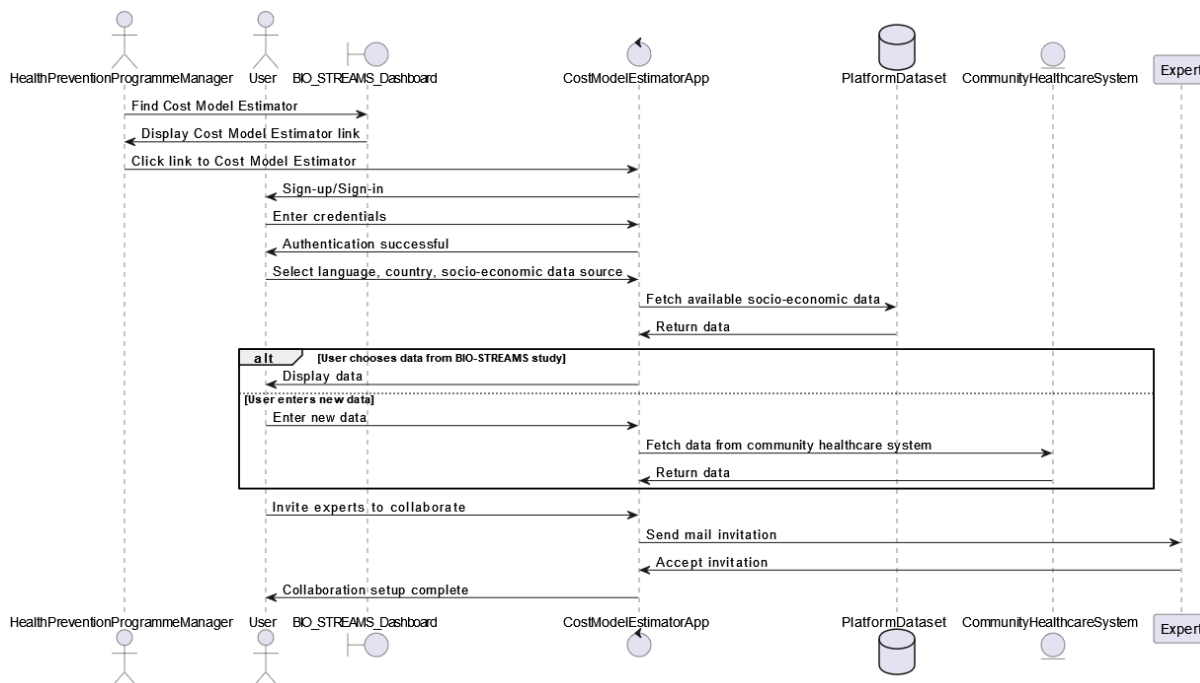 HealthPreventionProgrammeManager User BIO_STREAMS_Dashboard CostModelEstimatorApp PlatformDataset CommunityHealthcareSystem Expert
Find Cost Model Estimator
Display Cost Model Estimator link
Click link to Cost Model Estimator
Sign-up/Sign-in
Enter credentials
Authentication successful
Select language, country, socio-economic data source
Fetch available socio-economic data
Return data
alt [User chooses data from BIO-STREAMS study]
Display data
[User enters new data]
Enter new data
Fetch data from community healthcare system
Return data
Invite experts to collaborate
Send mail invitation
Accept invitation
Collaboration setup complete
HealthPreventionProgrammeManager User BIO_STREAMS_Dashboard CostModelEstimatorApp PlatformDataset CommunityHealthcareSystem Expert